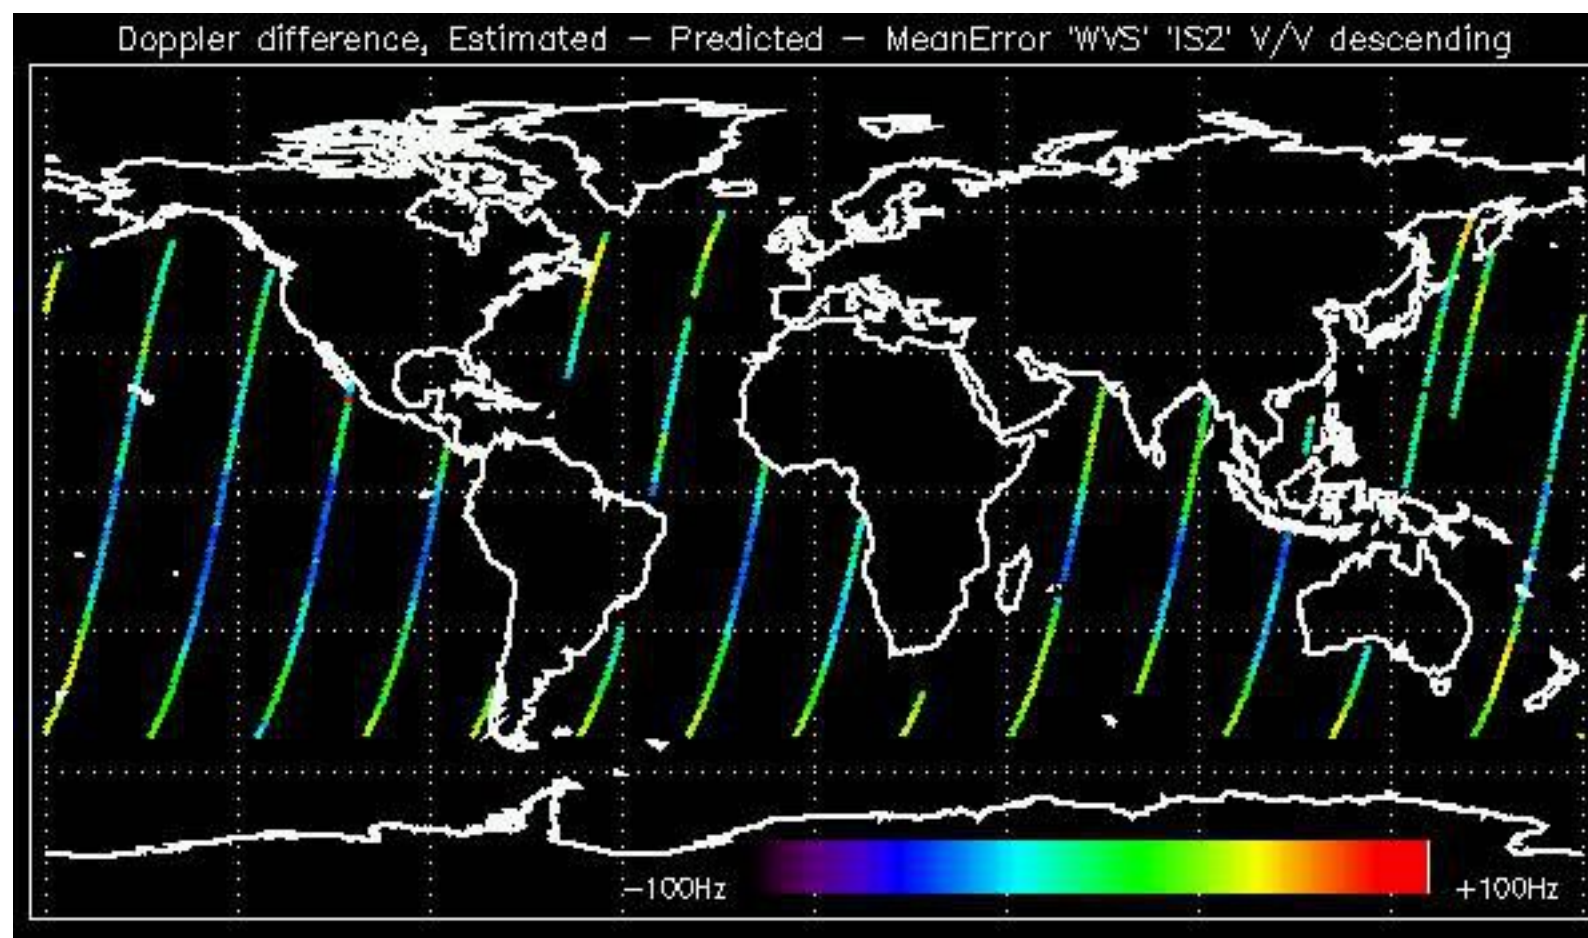 Doppler difference, Estimated – Predicted – MeanError 'WVS' 'IS2' V/V descending
–100Hz +100Hz